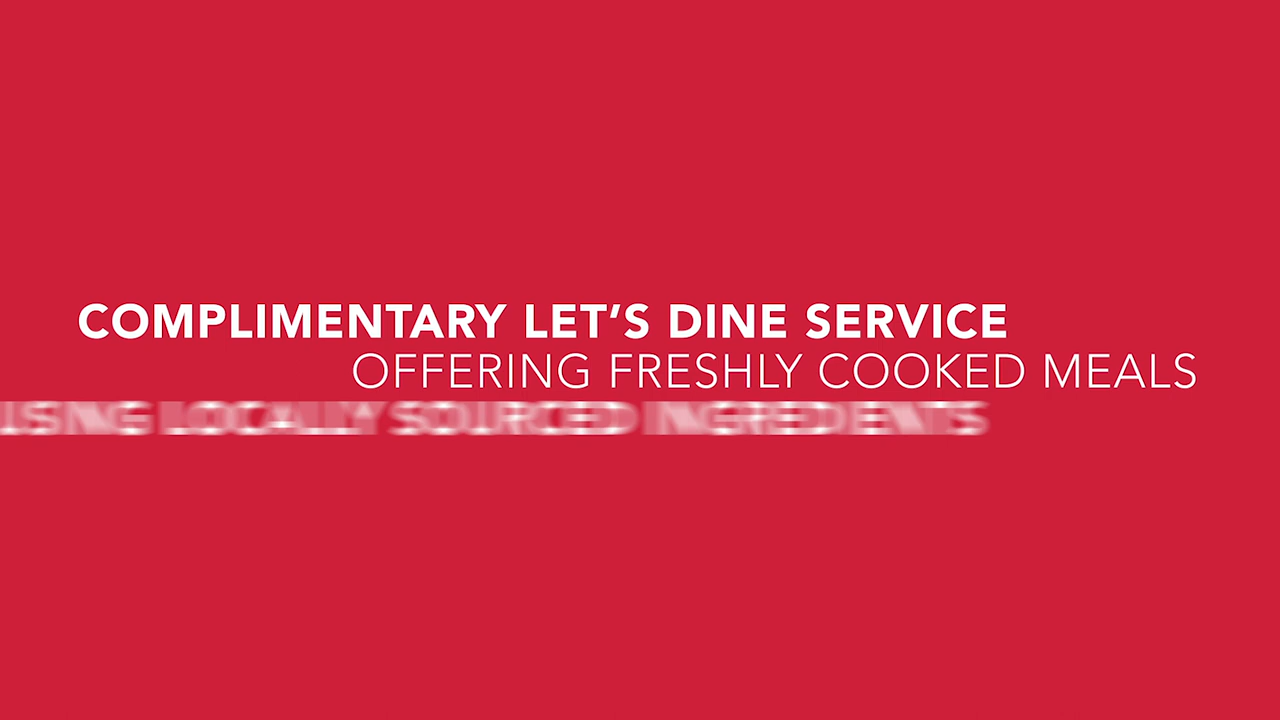 COMPLIMENTARY LET’S DINE SERVICE
OFFERING FRESHLY COOKED MEALS
USING LOCALLY SOURCED INGREDIENTS